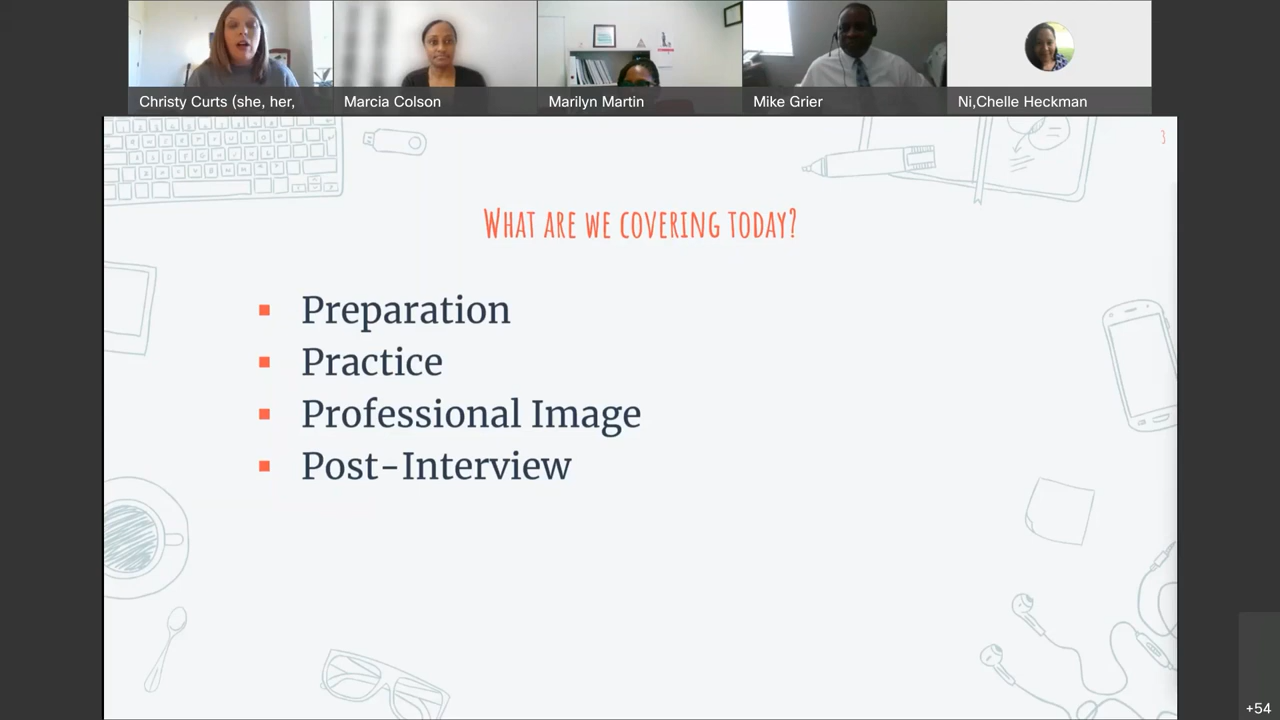 Christy Curts (she, her,
Marcia Colson
Marilyn Martin
Mike Grier
Ni,Chelle Heckman
3
What are we covering today?
Preparation
Practice
Professional Image
Post-Interview
+54